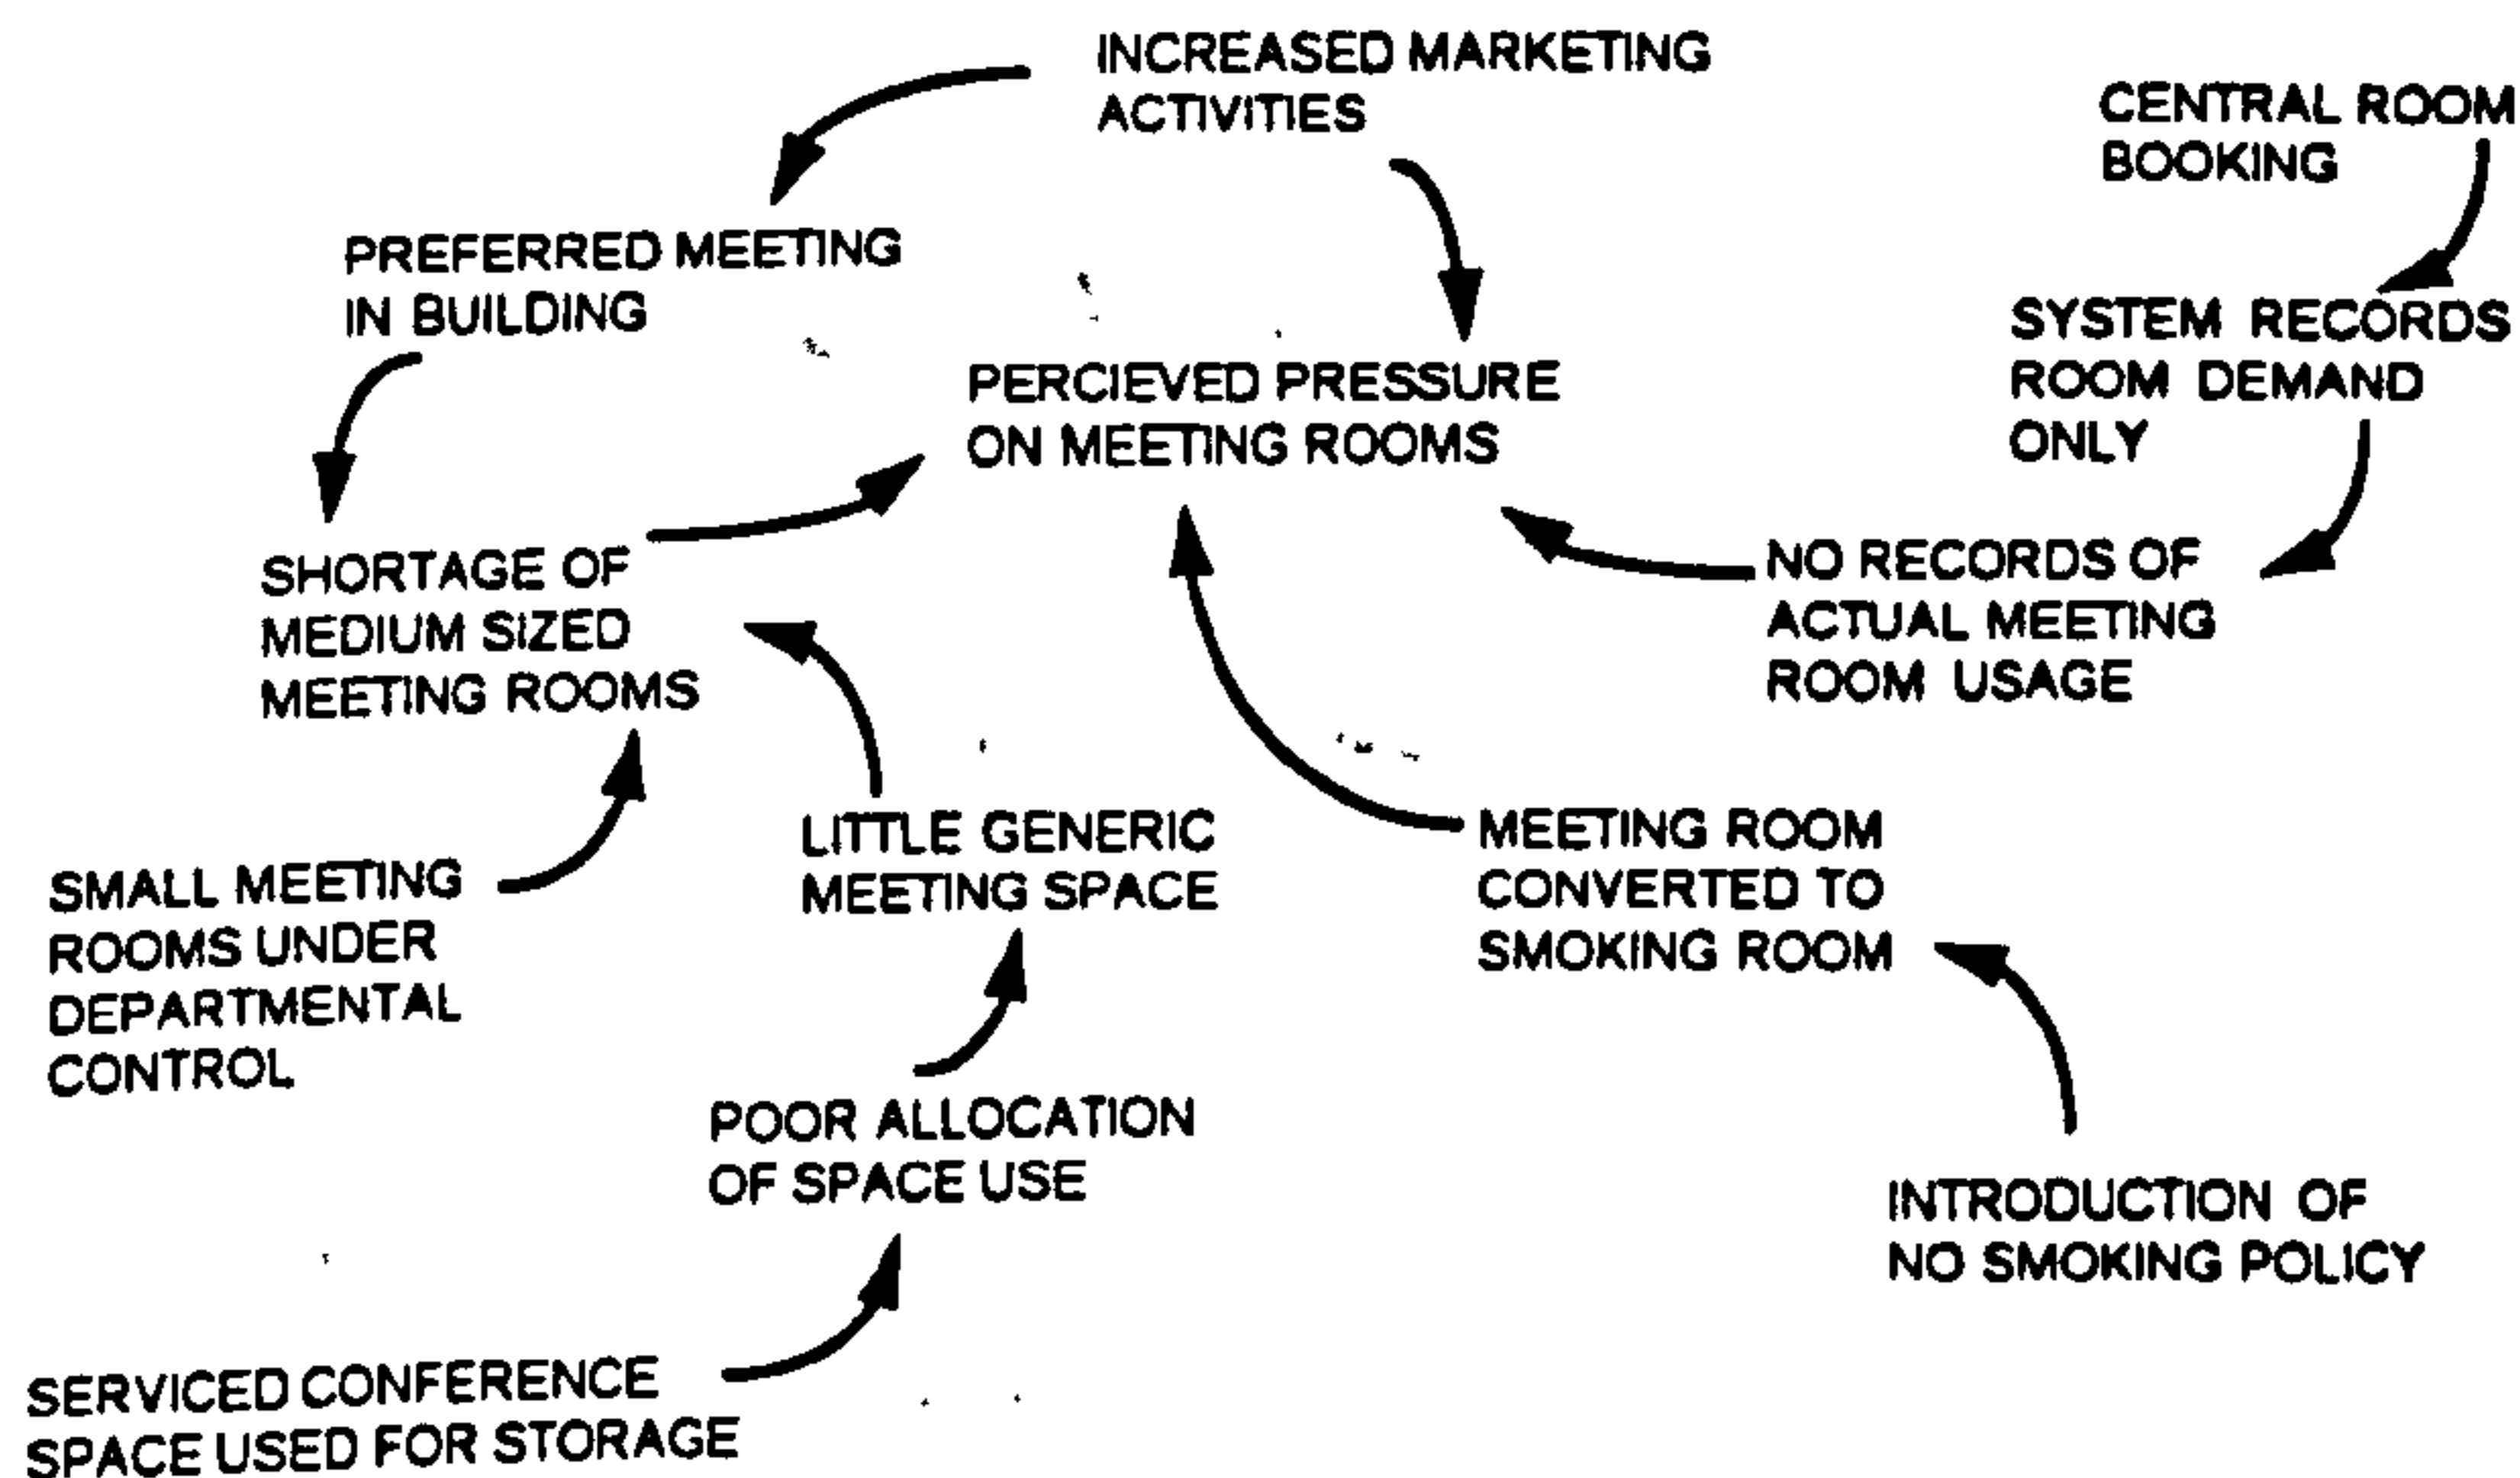 INCREASED MARKETING
ACTIVITIES
CENTRAL ROOM
BOOKING
PREFERRED MEETING
IN BUILDING
SYSTEM RECORDS
ROOM DEMAND
ONLY
PERCIEVED PRESSURE
ON MEETING ROOMS
SHORTAGE OF
MEDIUM SIZED
MEETING ROOMS
NO RECORDS OF
ACTUAL MEETING
ROOM USAGE
LITTLE GENERIC
MEETING SPACE
MEETING ROOM
CONVERTED TO
SMOKING ROOM
SMALL MEETING
ROOMS UNDER
DEPARTMENTAL
CONTROL
POOR ALLOCATION
OF SPACE USE
INTRODUCTION OF
NO SMOKING POLICY
SERVICED CONFERENCE
SPACE USED FOR STORAGE